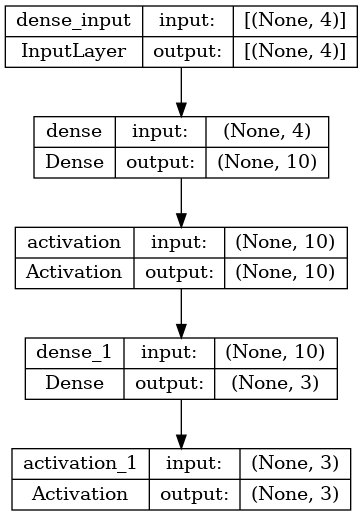 dense_input input: [(None, 4)]
InputLayer output: [(None, 4)]
dense input: (None, 4)
Dense output: (None, 10)
activation input: (None, 10)
Activation output: (None, 10)
dense_1 input: (None, 10)
Dense output: (None, 3)
activation_1 input: (None, 3)
Activation output: (None, 3)